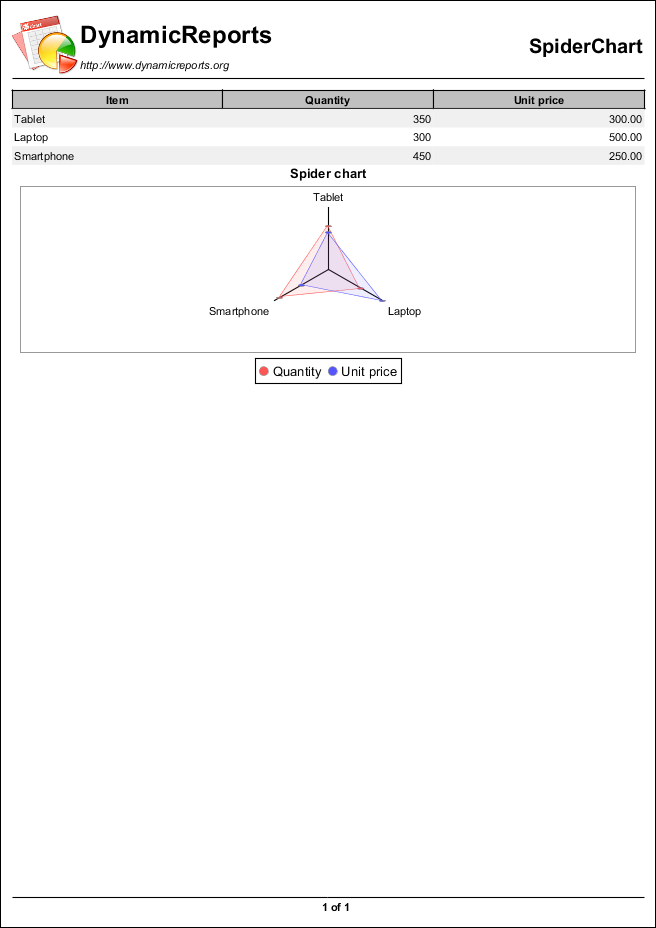 DynamicReports
http://www.dynamicreports.org
SpiderChart
Item Quantity Unit price
Tablet 350 300.00
Laptop 300 500.00
Smartphone 450 250.00
Spider chart
Tablet
Smartphone Laptop
Quantity Unit price
1 of 1